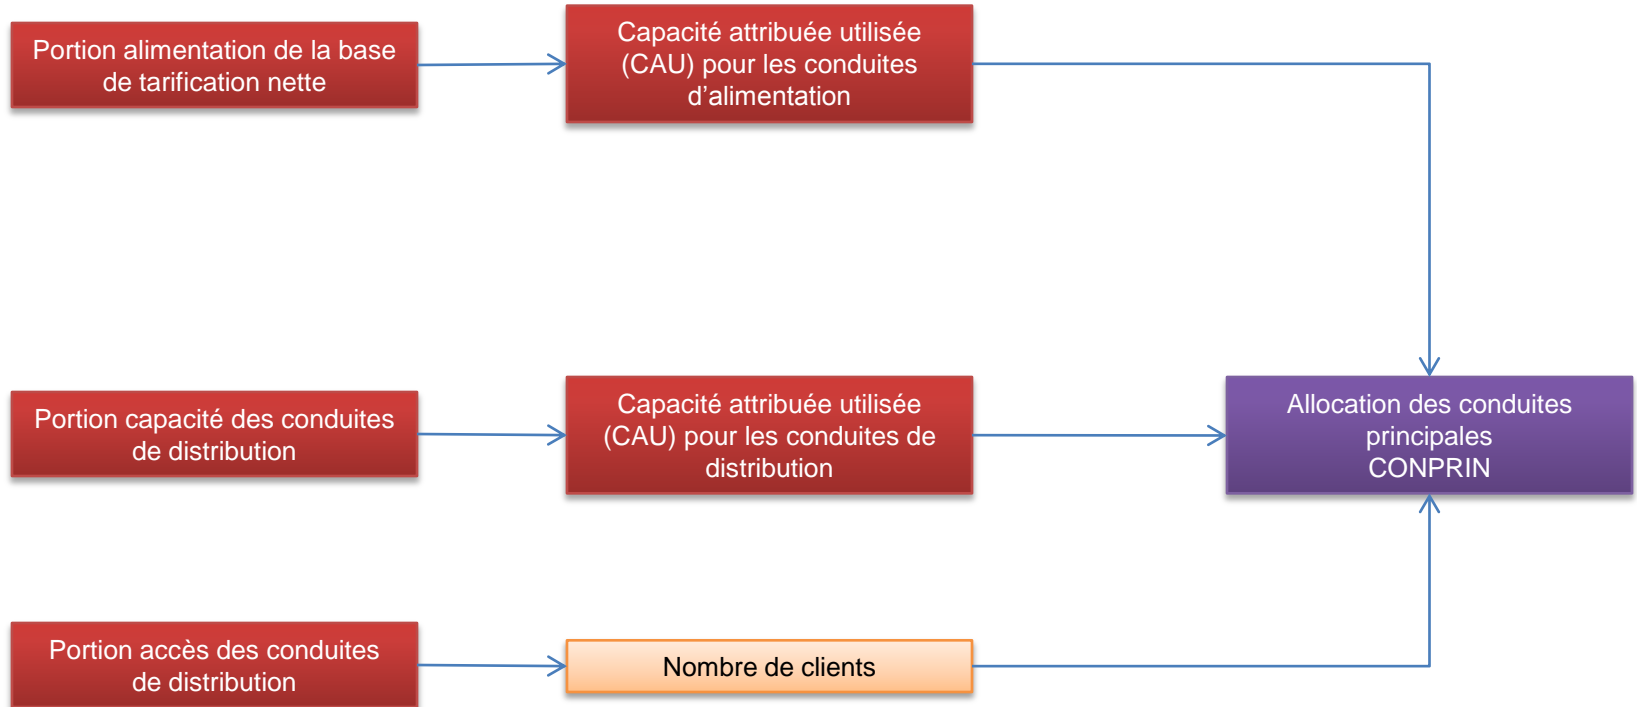 Portion alimentation de la base
de tarification nette
Capacité attribuée utilisée
(CAU) pour les conduites
d’alimentation
Portion capacité des conduites
de distribution
Capacité attribuée utilisée
(CAU) pour les conduites de
distribution
Allocation des conduites
principales
CONPRIN
Portion accès des conduites
de distribution
Nombre de clients